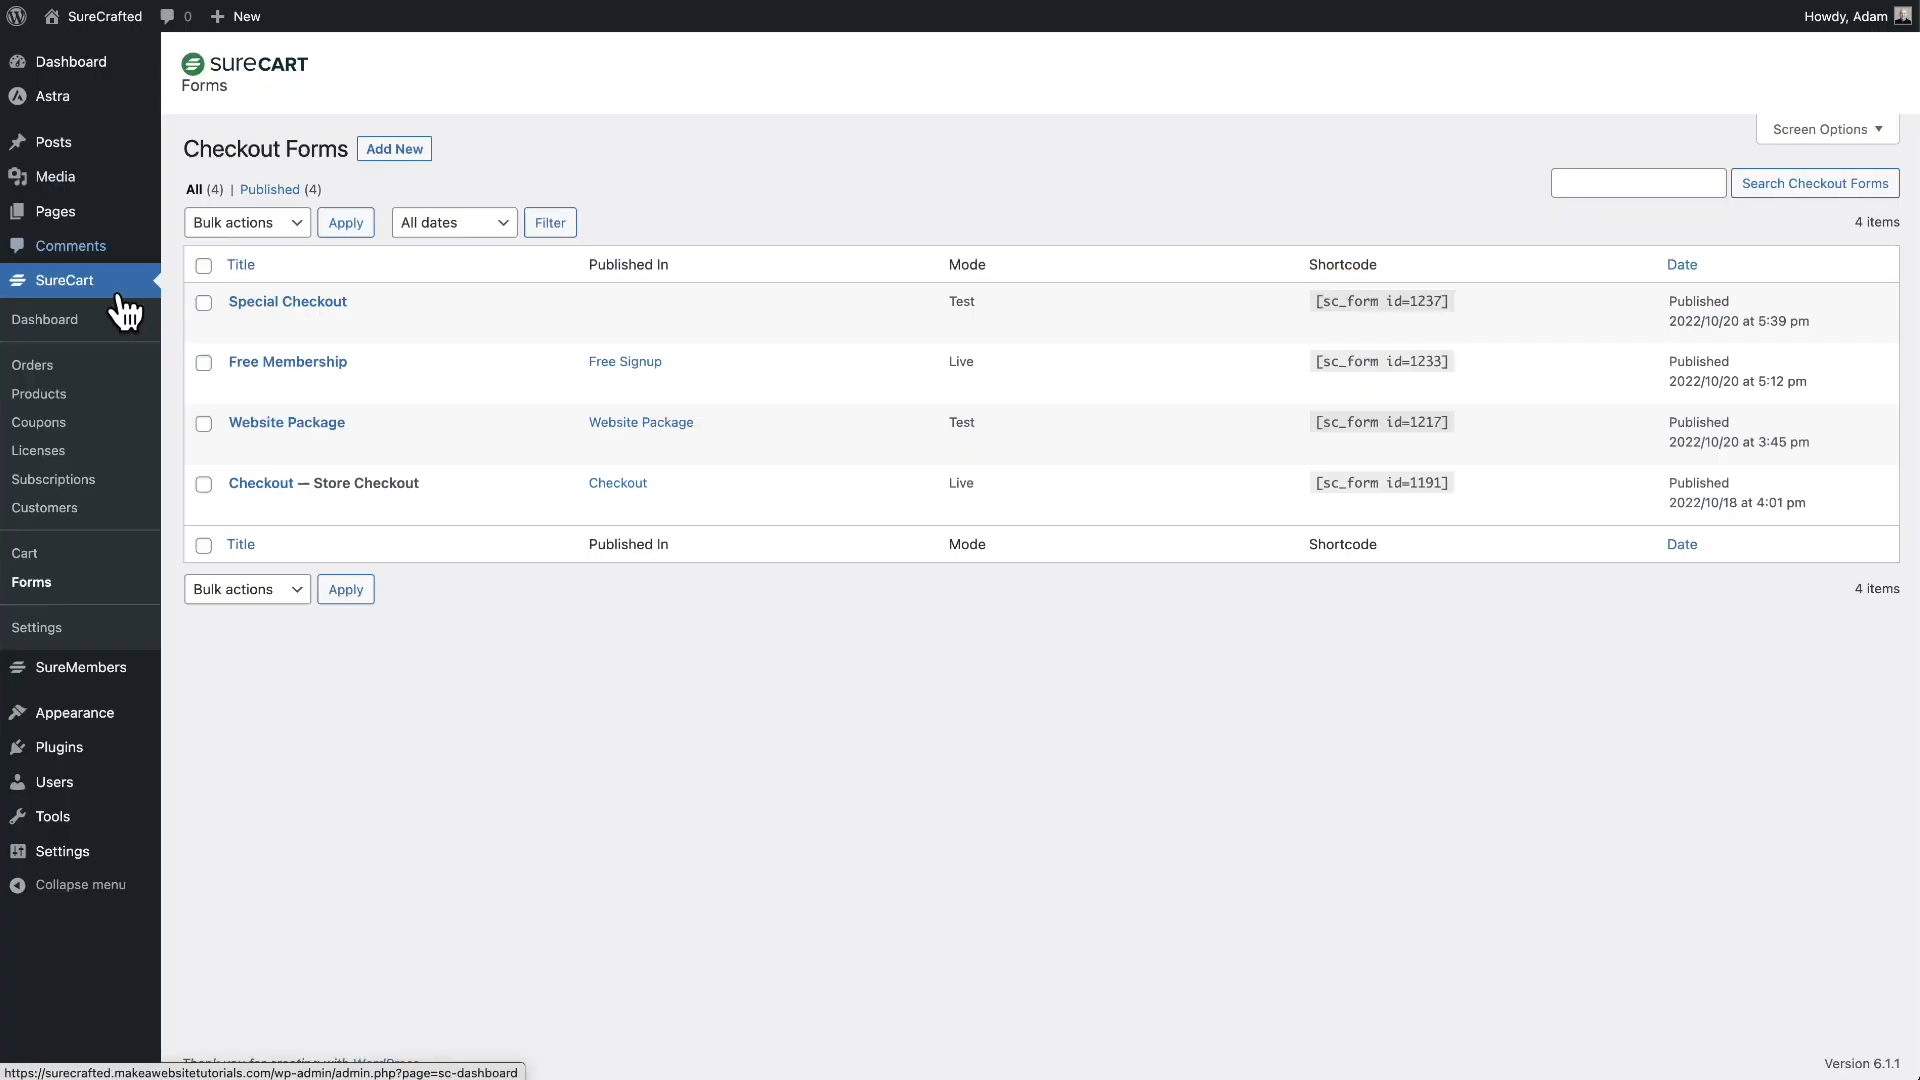 SureCrafted 0 New Howdy, Adam
Dashboard
Astra
Posts
Media
Pages
Comments
SureCart
Dashboard
Orders
Products
Coupons
Licenses
Subscriptions
Customers
Cart
Forms
Settings
SureMembers
Appearance
Plugins
Users
Tools
Settings
Collapse menu
SURECART
Forms
Screen Options
Checkout Forms Add New
All (4) | Published (4)
Search Checkout Forms
Bulk actions Apply All dates Filter 4 items
Title Published In Mode Shortcode Date
Special Checkout Test [sc_form id=1237] Published
2022/10/20 at 5:39 pm
Free Membership Free Signup Live [sc_form id=1233] Published
2022/10/20 at 5:12 pm
Website Package Website Package Test [sc_form id=1217] Published
2022/10/20 at 3:45 pm
Checkout — Store Checkout Checkout Live [sc_form id=1191] Published
2022/10/18 at 4:01 pm
Title Published In Mode Shortcode Date
Bulk actions Apply 4 items
Thank you for creating with WordPress Version 6.1.1
https://surecrafted.makeawebsitetutorials.com/wp-admin/admin.php?page=sc-dashboard